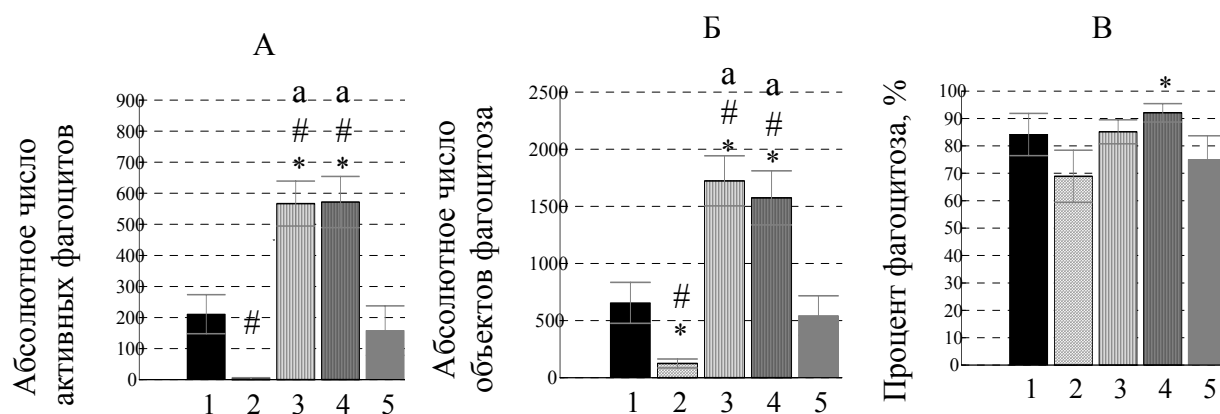 А
Абсолютное число
активных фагоцитов
900
800
700
600
500
400
300
200
100
0
#
а
#
*
а
#
*
1 2 3 4 5
Б
Абсолютное число
объектов фагоцитоза
2500
2000
1500
1000
500
0
#
*
а
#
*
а
#
*
1 2 3 4 5
В
Процент фагоцитоза, %
100
90
80
70
60
50
40
30
20
10
0
*
1 2 3 4 5